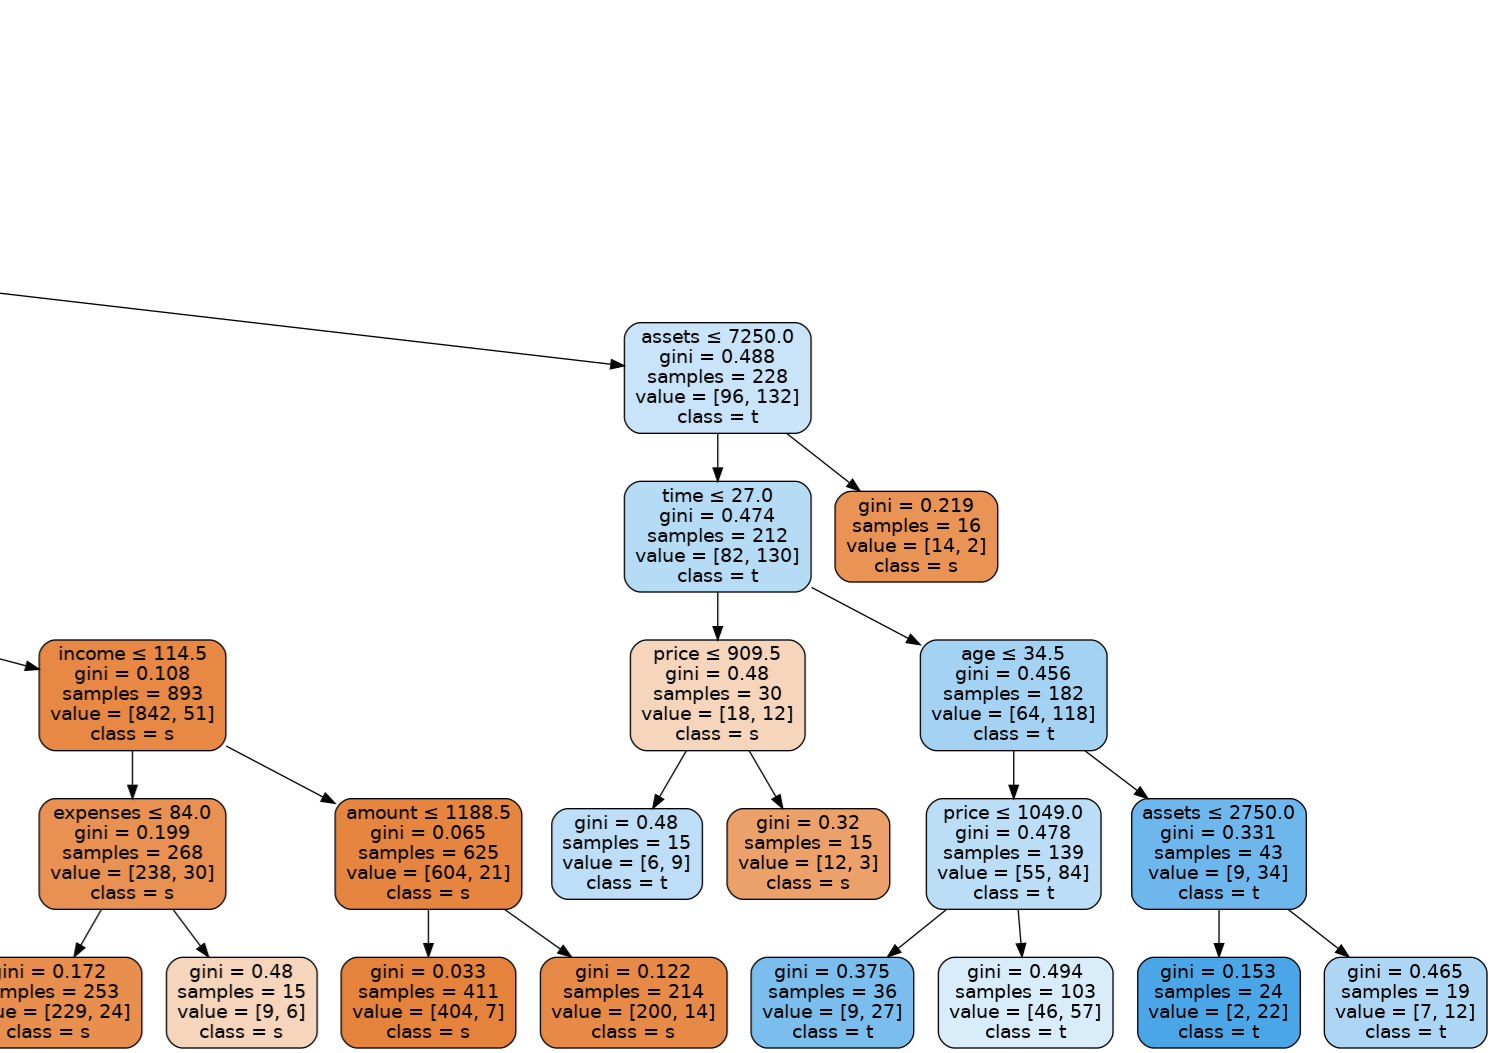 assets ≤ 7250.0
gini = 0.488
samples = 228
value = [96, 132]
class = t
time ≤ 27.0
gini = 0.474
samples = 212
value = [82, 130]
class = t
gini = 0.219
samples = 16
value = [14, 2]
class = s
income ≤ 114.5
gini = 0.108
samples = 893
value = [842, 51]
class = s
price ≤ 909.5
gini = 0.48
samples = 30
value = [18, 12]
class = s
age ≤ 34.5
gini = 0.456
samples = 182
value = [64, 118]
class = t
expenses ≤ 84.0
gini = 0.199
samples = 268
value = [238, 30]
class = s
amount ≤ 1188.5
gini = 0.065
samples = 625
value = [604, 21]
class = s
gini = 0.48
samples = 15
value = [6, 9]
class = t
gini = 0.32
samples = 15
value = [12, 3]
class = s
price ≤ 1049.0
gini = 0.478
samples = 139
value = [55, 84]
class = t
assets ≤ 2750.0
gini = 0.331
samples = 43
value = [9, 34]
class = t
ini = 0.172
mples = 253
ue = [229, 24]
class = s
gini = 0.48
samples = 15
value = [9, 6]
class = s
gini = 0.033
samples = 411
value = [404, 7]
class = s
gini = 0.122
samples = 214
value = [200, 14]
class = s
gini = 0.375
samples = 36
value = [9, 27]
class = t
gini = 0.494
samples = 103
value = [46, 57]
class = t
gini = 0.153
samples = 24
value = [2, 22]
class = t
gini = 0.465
samples = 19
value = [7, 12]
class = t